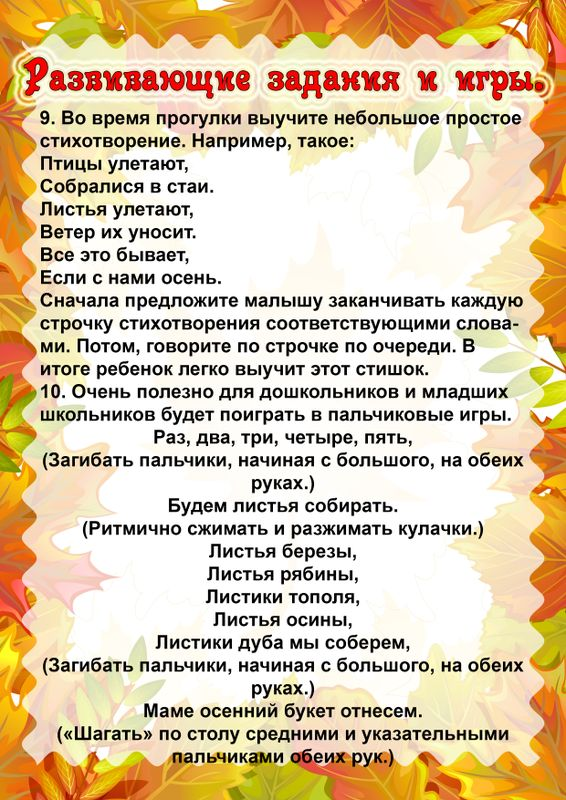 Развивающие задания и игры.
9. Во время прогулки выучите небольшое простое
стихотворение. Например, такое:
Птицы улетают,
Собралися в стаи.
Листья улетают,
Ветер их уносит.
Все это бывает,
Если с нами осень.
Сначала предложите малышу заканчивать каждую
строчку стихотворения соответствующими слова-
ми. Потом, говорите по строчке по очереди. В
итоге ребенок легко выучит этот стишок.
10. Очень полезно для дошкольников и младших
школьников будет поиграть в пальчиковые игры.
Раз, два, три, четыре, пять,
(Загибать пальчики, начиная с большого, на обеих
руках.)
Будем листья собирать.
(Ритмично сжимать и разжимать кулачки.)
Листья березы,
Листья рябины,
Листики тополя,
Листья осины,
Листики дуба мы соберем,
(Загибать пальчики, начиная с большого, на обеих
руках.)
Маме осенний букет отнесем.
(«Шагать» по столу средними и указательными
пальчиками обеих рук.)